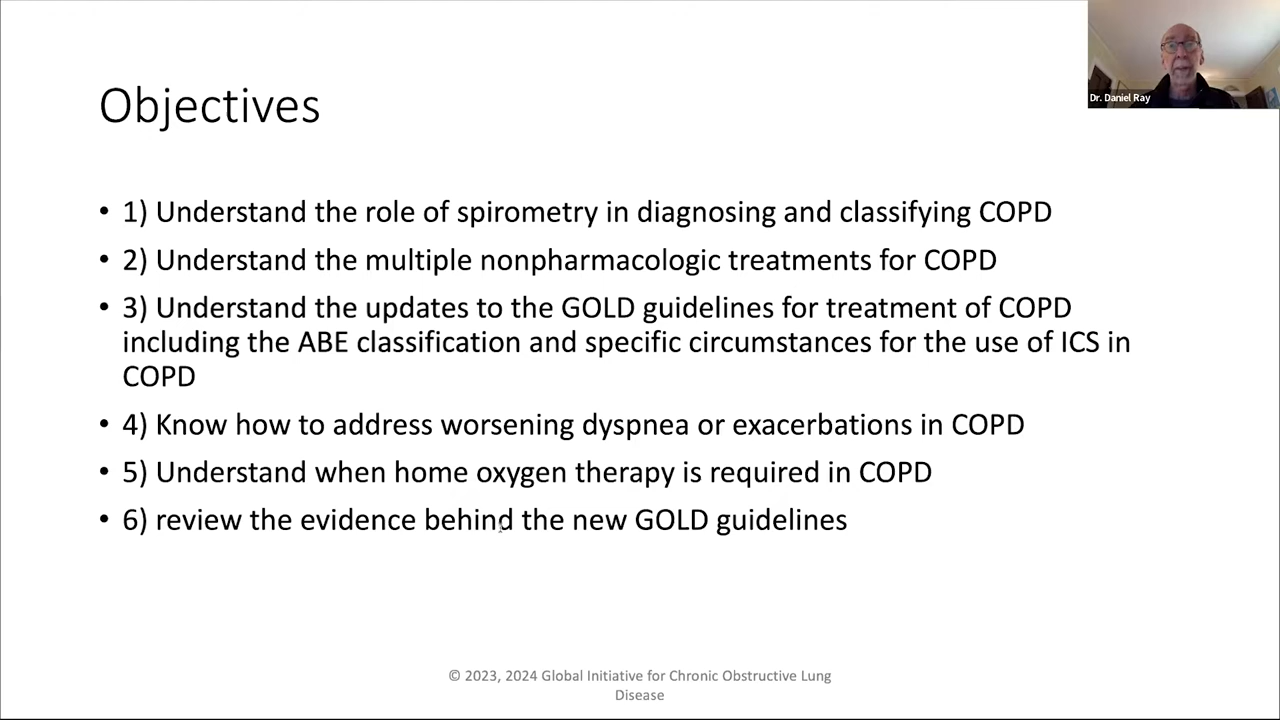 Dr. Daniel Ray
Objectives
• 1) Understand the role of spirometry in diagnosing and classifying COPD
• 2) Understand the multiple nonpharmacologic treatments for COPD
• 3) Understand the updates to the GOLD guidelines for treatment of COPD
including the ABE classification and specific circumstances for the use of ICS in
COPD
• 4) Know how to address worsening dyspnea or exacerbations in COPD
• 5) Understand when home oxygen therapy is required in COPD
• 6) review the evidence behind the new GOLD guidelines
© 2023, 2024 Global Initiative for Chronic Obstructive Lung
Disease